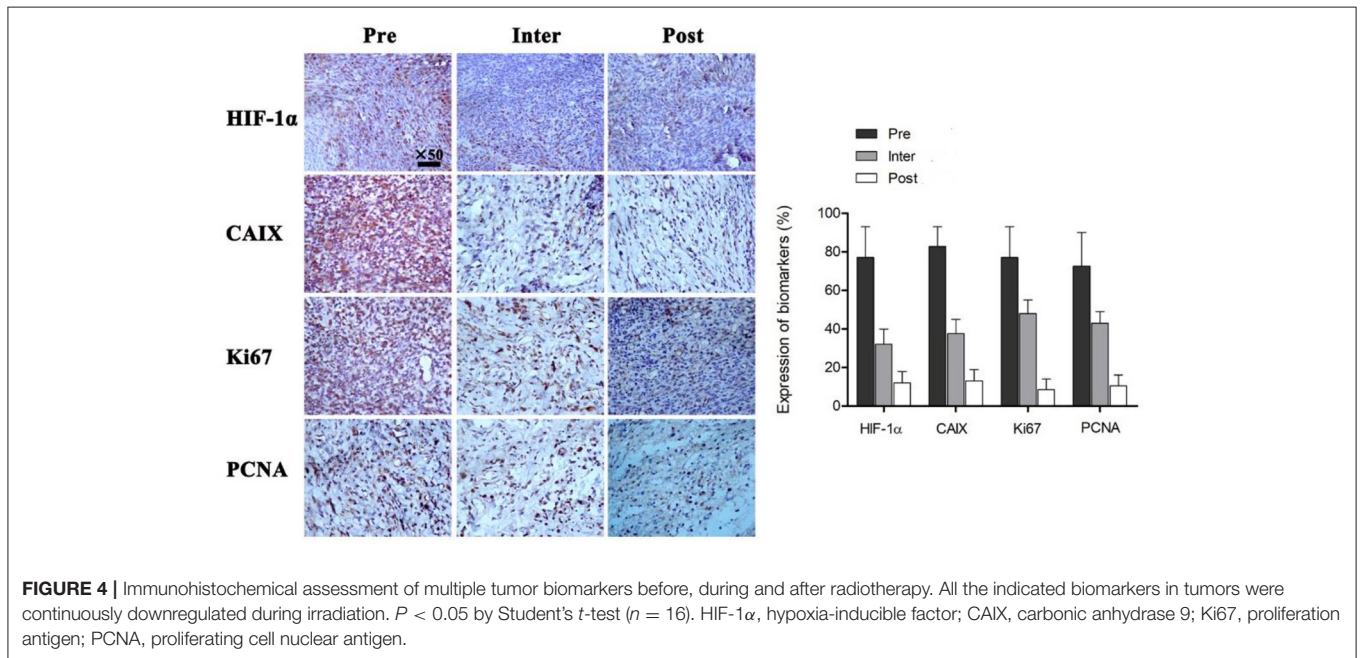 Pre Inter Post
HIF-1α
×50
CAIX
Ki67
PCNA
Pre
Inter
Post
Expression of biomarkers (%)
100
80
60
40
20
0
HIF-1α CAIX Ki67 PCNA
FIGURE 4 | Immunohistochemical assessment of multiple tumor biomarkers before, during and after radiotherapy. All the indicated biomarkers in tumors were
continuously downregulated during irradiation. P < 0.05 by Student's t-test (n = 16). HIF-1α, hypoxia-inducible factor; CAIX, carbonic anhydrase 9; Ki67, proliferation
antigen; PCNA, proliferating cell nuclear antigen.